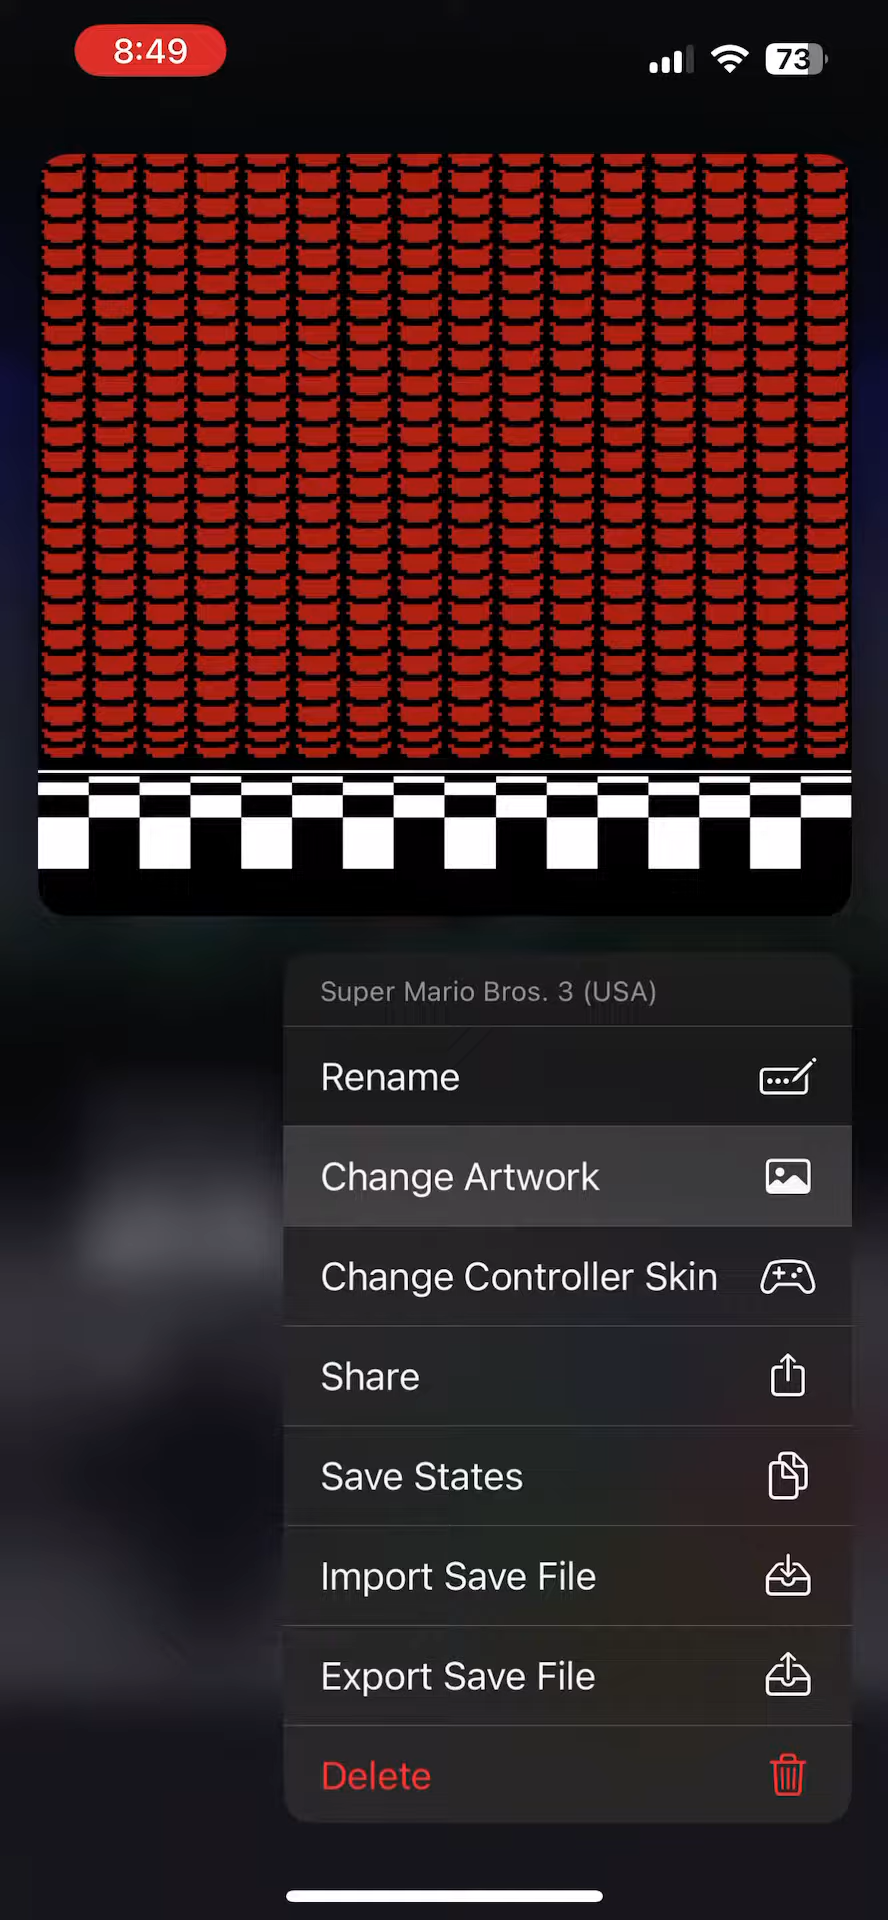 8:49
73
Super Mario Bros. 3 (USA)
Rename
Change Artwork
Change Controller Skin
Share
Save States
Import Save File
Export Save File
Delete